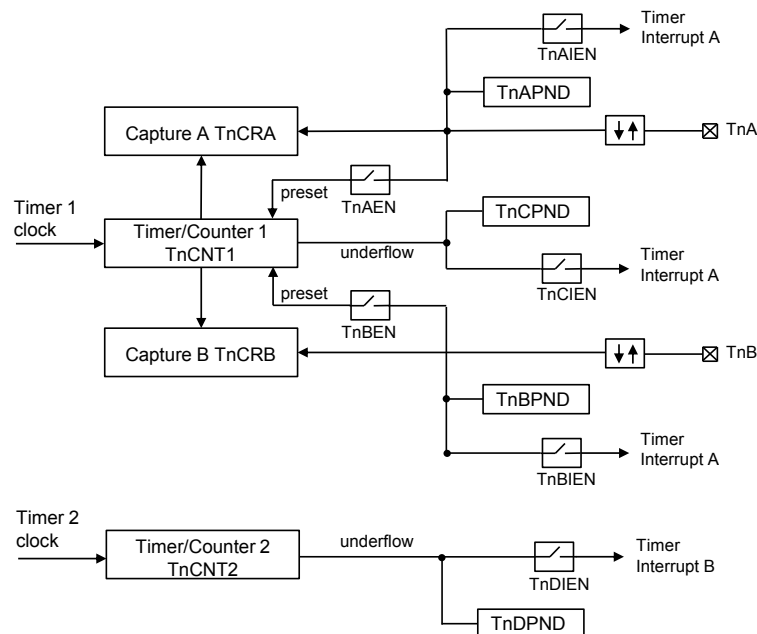 Timer
Interrupt A
TnAIEN
TnAPND
Capture A TnCRA
TnA
preset
TnAEN
Timer 1
clock
Timer/Counter 1
TnCNT1
underflow
TnCPND
Timer
Interrupt A
TnCIEN
preset
TnBEN
Capture B TnCRB
TnB
TnBPND
Timer
Interrupt A
TnBIEN
Timer 2
clock
Timer/Counter 2
TnCNT2
underflow
Timer
Interrupt B
TnDIEN
TnDPND